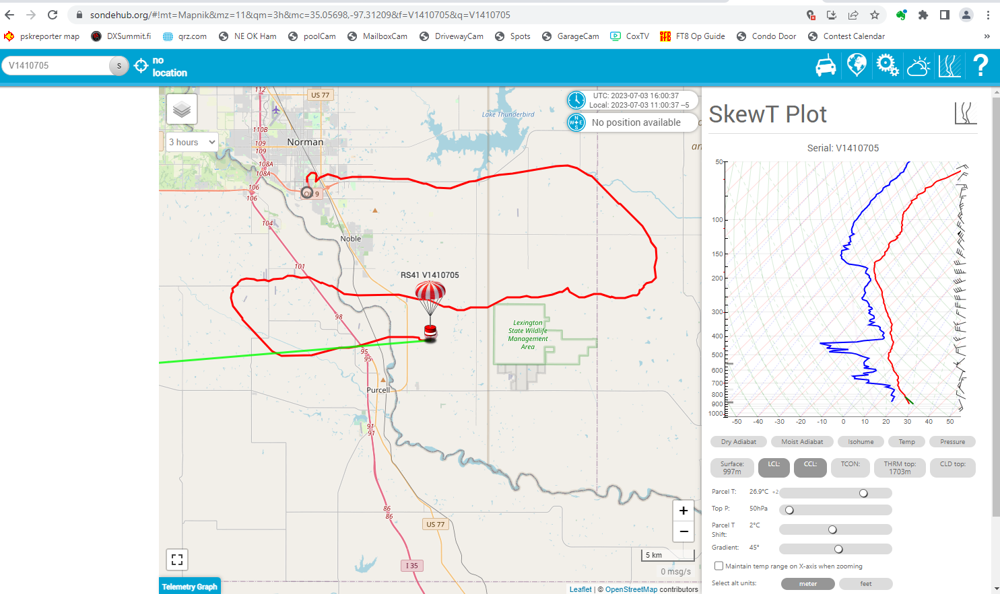 sondehub.org/#!mt=Mapnik&mz=11&qm=3h&mc=35.05698,-97.31209&f=V1410705&q=V1410705
pskreporter map DXSummit.fi qrz.com NE OK Ham poolCam MailboxCam DrivewayCam Spots GarageCam CoxTV FT8 Op Guide Condo Door Contest Calendar »
V1410705 S no
location
?
112
US 77
UTC: 2023-07-03 16:00:37
Local: 2023-07-03 11:00:37 -5
Lake Thunderbird
N
W E
S
No position available
110B
3 hours
109
109
Norman
an
108A
108A
106
106
OK 9
104
Noble
101
RS41 V1410705
98
Lexington
State Wildlife
Management
Area
95
95
Purcell
91
91
86
86
US 77
I 35
+
−
5 km
0 msg/s
Telemetry Graph
Leaflet | © OpenStreetMap contributors
SkewT Plot
Serial: V1410705
50
100
150
200
300
400
500
600
700
800
900
1000
-50 -40 -30 -20 -10 0 10 20 30 40 50
Dry Adiabat Moist Adiabat Isohume Temp Pressure
Surface:
997m
LCL:
CCL:
TCON:
THRM top:
1703m
CLD top:
Parcel T: 26.9°C +2
Top P: 50hPa
Parcel T
Shift:
2°C
Gradient: 45°
Maintain temp range on X-axis when zooming
Select alt units: meter feet